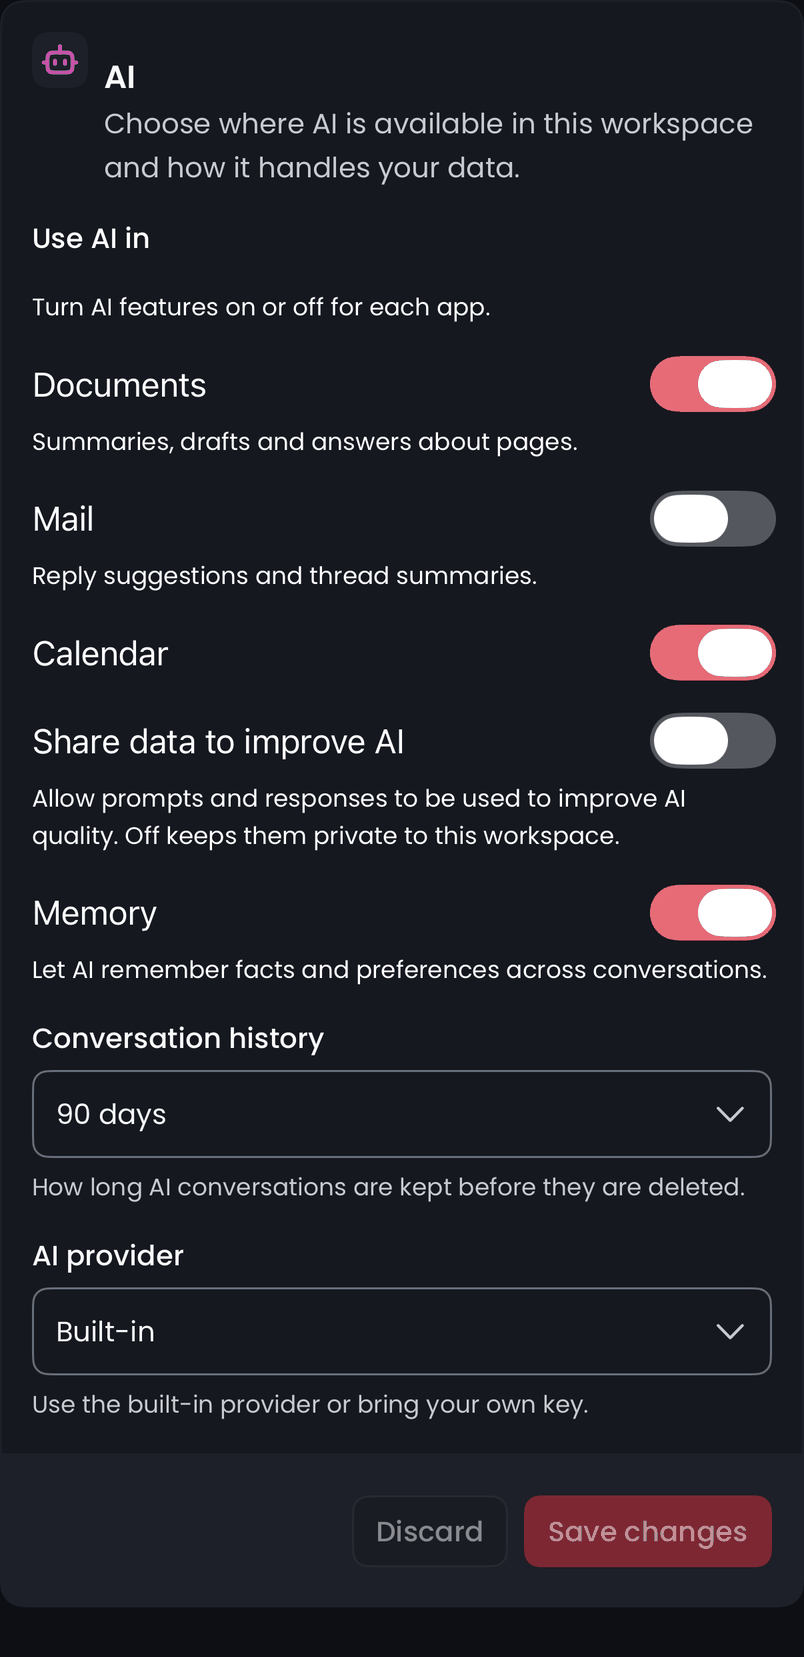 AI
Choose where AI is available in this workspace
and how it handles your data.
Use AI in
Turn AI features on or off for each app.
Documents
Summaries, drafts and answers about pages.
Mail
Reply suggestions and thread summaries.
Calendar
Share data to improve AI
Allow prompts and responses to be used to improve AI
quality. Off keeps them private to this workspace.
Memory
Let AI remember facts and preferences across conversations.
Conversation history
90 days
How long AI conversations are kept before they are deleted.
AI provider
Built-in
Use the built-in provider or bring your own key.
Discard
Save changes